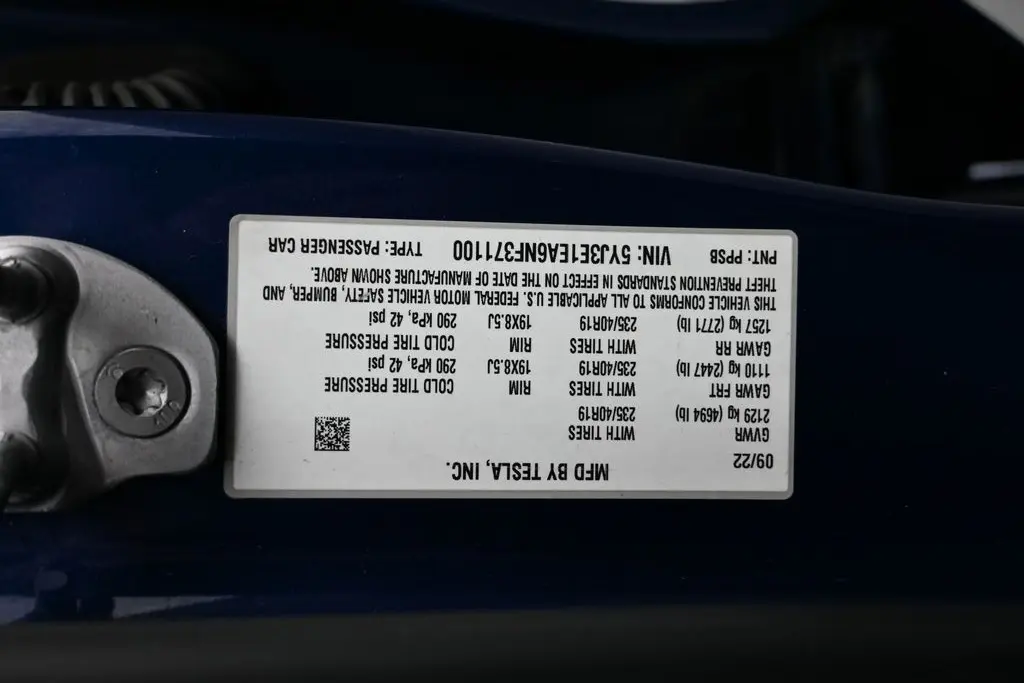 MFD BY TESLA, INC.
09/22
GVWR WITH TIRES
2129 kg (4694 lb) 235/40R19
GAWR FRT WITH TIRES RIM COLD TIRE PRESSURE
1110 kg (2447 lb) 235/40R19 19X8.5J 290 kPa, 42 psi
GAWR RR WITH TIRES RIM COLD TIRE PRESSURE
1257 kg (2771 lb) 235/40R19 19X8.5J 290 kPa, 42 psi
THIS VEHICLE CONFORMS TO ALL APPLICABLE U.S. FEDERAL MOTOR VEHICLE SAFETY, BUMPER, AND
THEFT PREVENTION STANDARDS IN EFFECT ON THE DATE OF MANUFACTURE SHOWN ABOVE.
PNT: PPSB VIN: 5YJ3E1EA6NF371100 TYPE: PASSENGER CAR